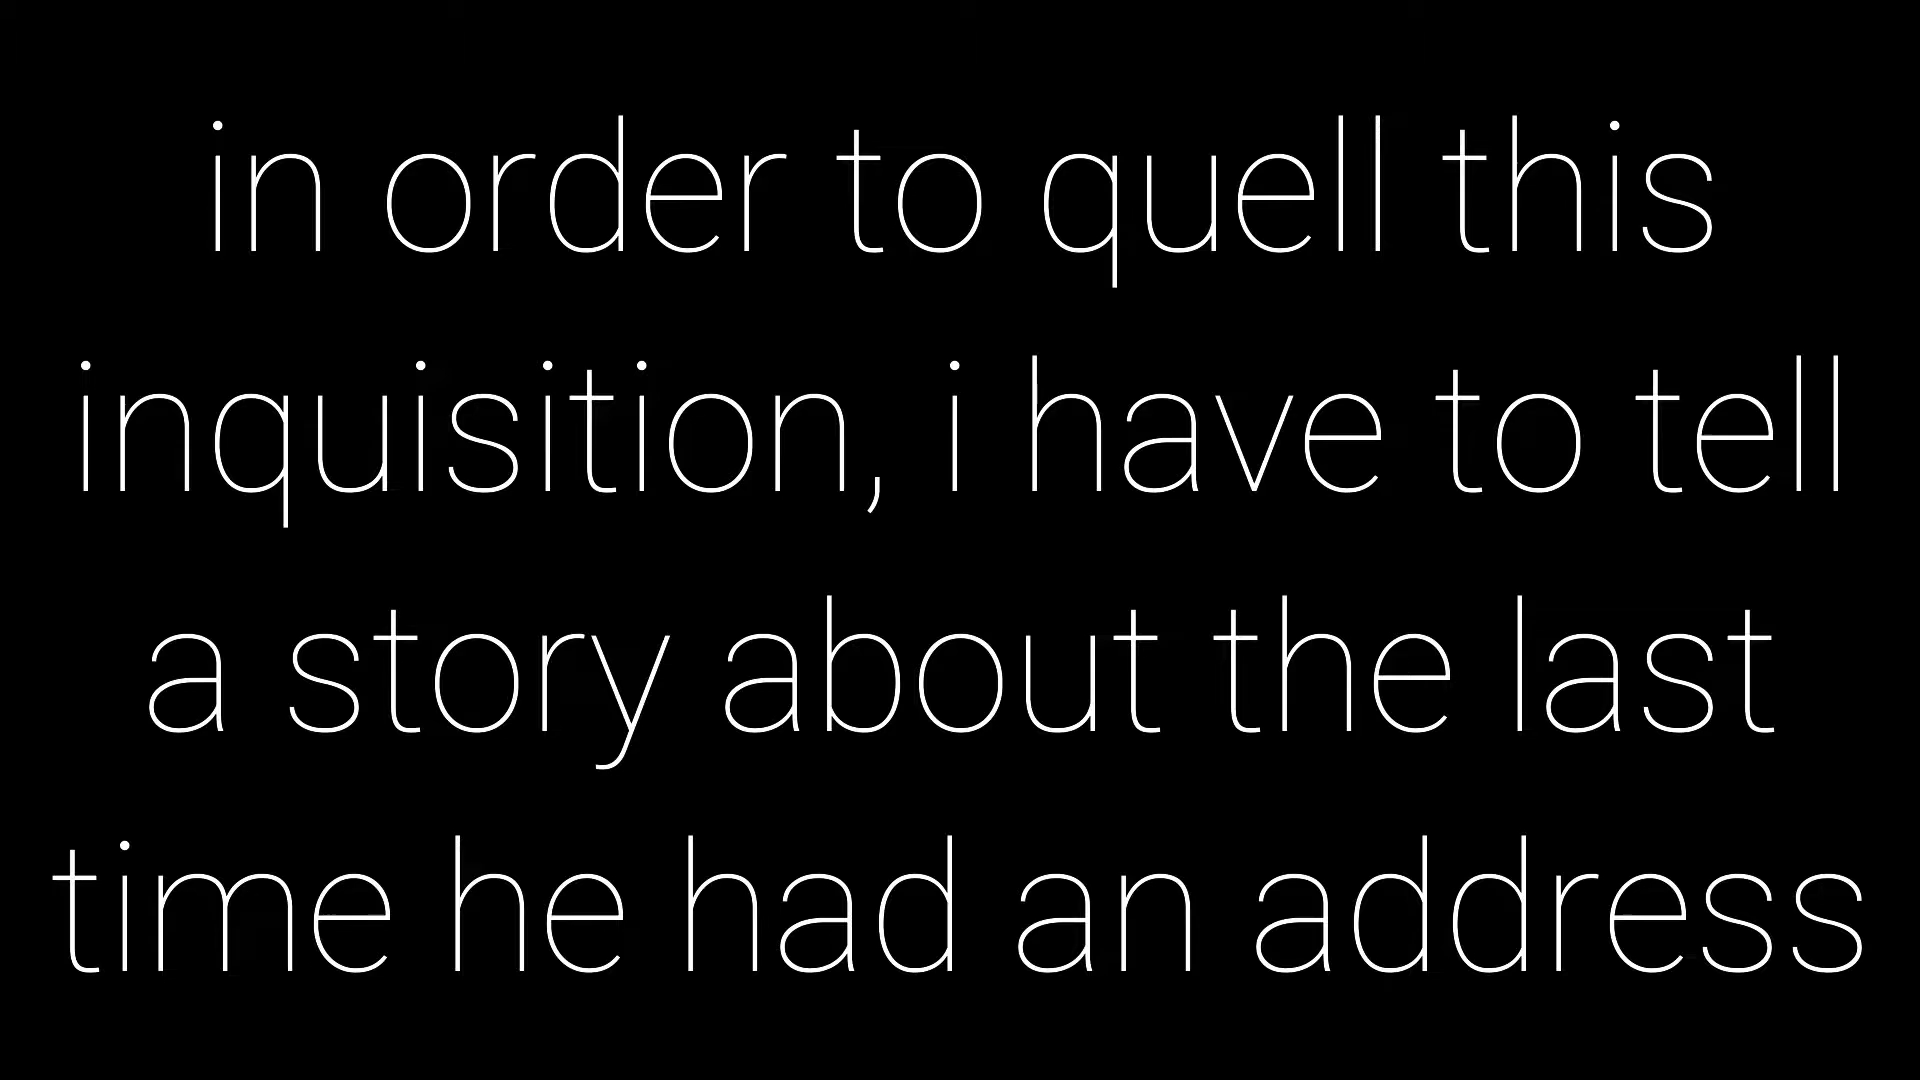 in order to quell this
inquisition, i have to tell
a story about the last
time he had an address